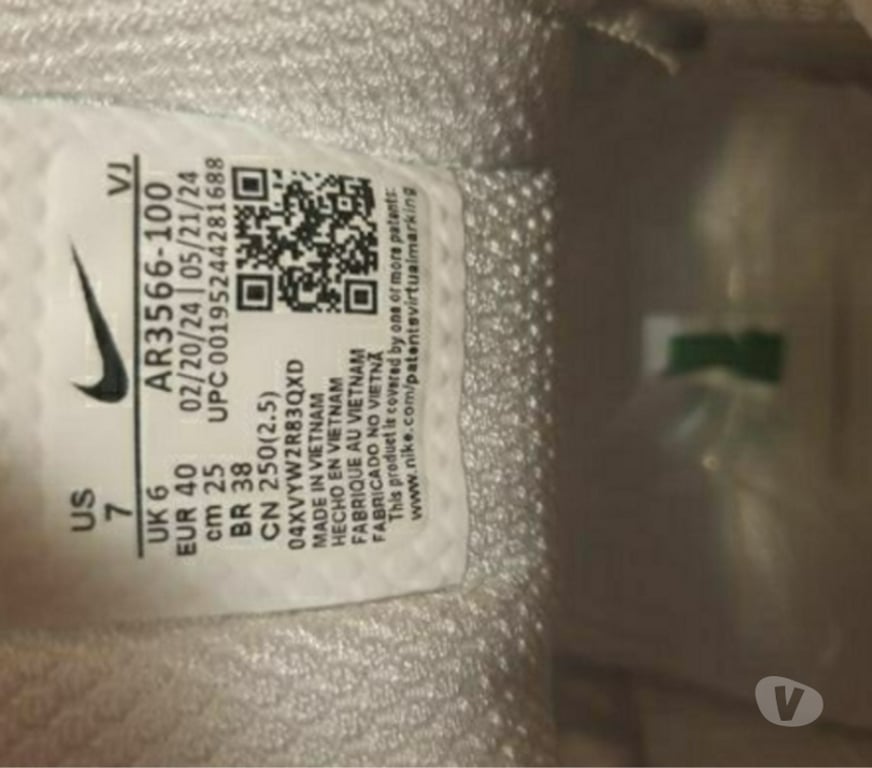 US
7
VJ
UK 6
AR3566-100
EUR 40
02/20/24 | 05/21/24
cm 25
UPC 00195244281688
BR 38
CN 250(2.5)
04XVYW2R83QXD
MADE IN VIETNAM
HECHO EN VIETNAM
FABRIQUE AU VIETNAM
FABRICADO NO VIETNÃ
This product is covered by one or more patents:
www.nike.com/patentsvirtualmarking
V